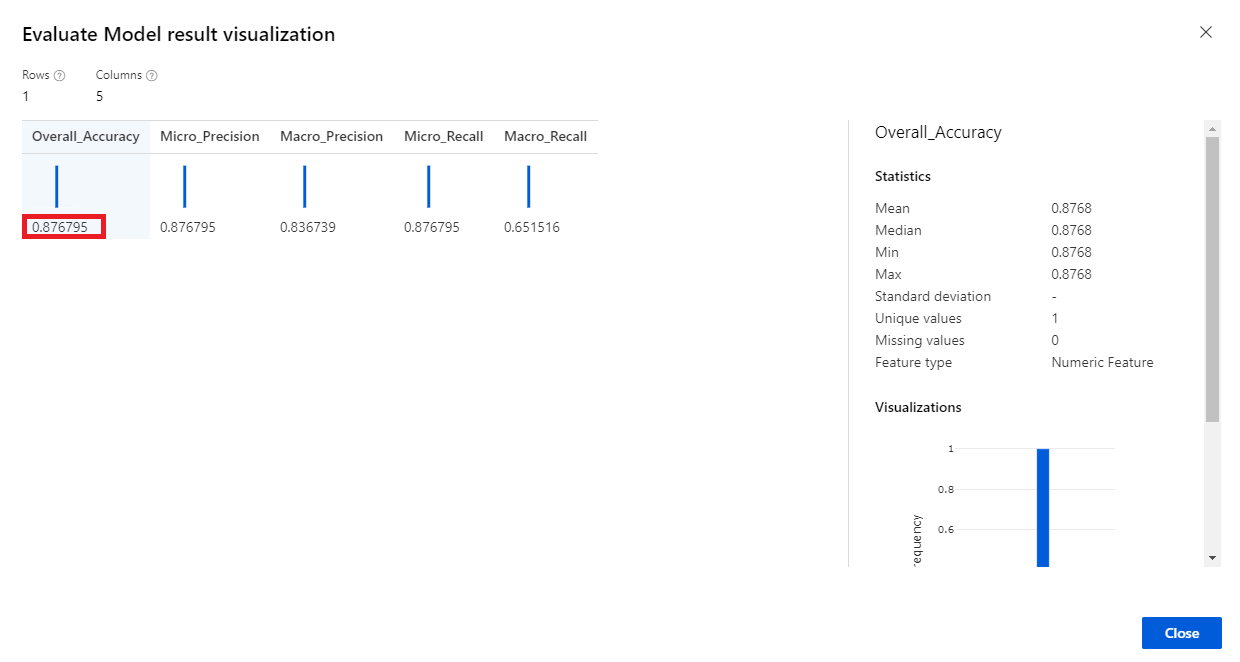 Evaluate Model result visualization
Rows Columns
1 5
Overall_Accuracy Micro_Precision Macro_Precision Micro_Recall Macro_Recall
0.876795 0.876795 0.836739 0.876795 0.651516
Overall_Accuracy
Statistics
Mean 0.8768
Median 0.8768
Min 0.8768
Max 0.8768
Standard deviation -
Unique values 1
Missing values 0
Feature type Numeric Feature
Visualizations
1
0.8
0.6
requency
Close